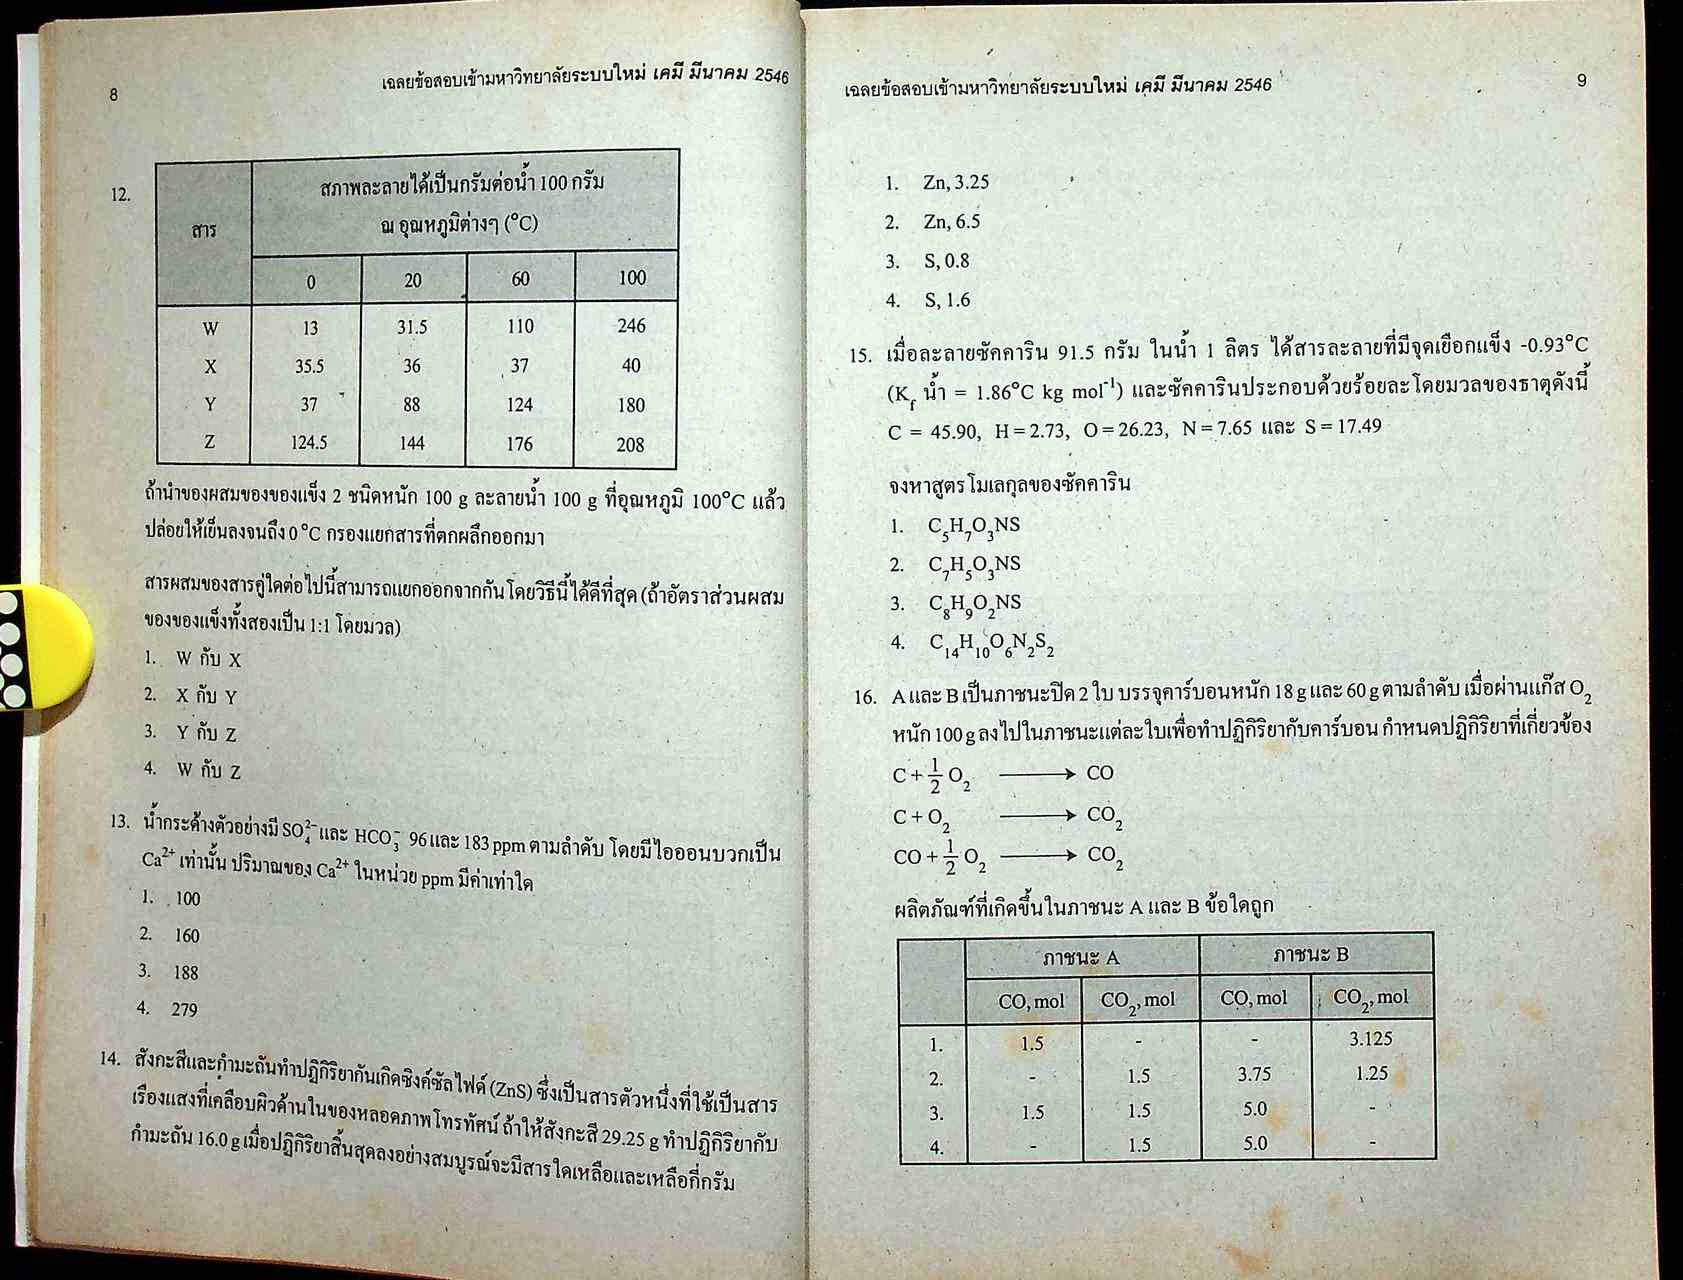 8
เฉลยข้อสอบเข้ามหาวิทยาลัยระบบใหม่ เคมี มีนาคม 2546
12.
สาร
สภาพละลายได้เป็นกรัมต่อน้ำ 100 กรัม
ณ อุณหภูมิต่างๆ (°C)
0 20 60 100
W 13 31.5 110 246
X 35.5 36 37 40
Y 37 88 124 180
Z 124.5 144 176 208
ถ้านำของผสมของของแข็ง 2 ชนิดหนัก 100 g ละลายน้ำ 100 g ที่อุณหภูมิ 100°C แล้ว
ปล่อยให้เย็นลงจนถึง 0 °C กรองแยกสารที่ตกผลึกออกมา
สารผสมของสารคู่ใดต่อไปนี้สามารถแยกออกจากกันโดยวิธีนี้ได้ดีที่สุด (ถ้าอัตราส่วนผสม
ของของแข็งทั้งสองเป็น 1:1 โดยมวล)
1. W กับ X
2. X กับ Y
3. Y กับ Z
4. W กับ Z
13. น้ำกระด้างตัวอย่างมี SO₄²⁻ และ HCO₃⁻ 96 และ 183 ppm ตามลำดับ โดยมีไอออนบวกเป็น
Ca²⁺ เท่านั้น ปริมาณของ Ca²⁺ ในหน่วย ppm มีค่าเท่าใด
1. 100
2. 160
3. 188
4. 279
14. สังกะสีและกำมะถันทำปฏิกิริยากันเกิดซิงค์ซัลไฟด์ (ZnS) ซึ่งเป็นสารตัวหนึ่งที่ใช้เป็นสาร
เรืองแสงที่เคลือบผิวด้านในของหลอดภาพโทรทัศน์ ถ้าให้สังกะสี 29.25 g ทำปฏิกิริยากับ
กำมะถัน 16.0 g เมื่อปฏิกิริยาสิ้นสุดลงอย่างสมบูรณ์จะมีสารใดเหลือและเหลือกี่กรัม
เฉลยข้อสอบเข้ามหาวิทยาลัยระบบใหม่ เคมี มีนาคม 2546
9
1. Zn, 3.25
2. Zn, 6.5
3. S, 0.8
4. S, 1.6
15. เมื่อละลายซัคคาริน 91.5 กรัม ในน้ำ 1 ลิตร ได้สารละลายที่มีจุดเยือกแข็ง -0.93°C
(K_f น้ำ = 1.86°C kg mol⁻¹) และซัคคารินประกอบด้วยร้อยละโดยมวลของธาตุดังนี้
C = 45.90, H = 2.73, O = 26.23, N = 7.65 และ S = 17.49
จงหาสูตรโมเลกุลของซัคคาริน
1. C₅H₇O₃NS
2. C₇H₅O₃NS
3. C₈H₉O₂NS
4. C₁₄H₁₀O₆N₂S₂
16. A และ B เป็นภาชนะปิด 2 ใบ บรรจุคาร์บอนหนัก 18 g และ 60 g ตามลำดับ เมื่อผ่านแก๊ส O₂
หนัก 100 g ลงไปในภาชนะแต่ละใบเพื่อทำปฏิกิริยากับคาร์บอน กำหนดปฏิกิริยาที่เกี่ยวข้อง
C + 1/2 O₂ ⟶ CO
C + O₂ ⟶ CO₂
CO + 1/2 O₂ ⟶ CO₂
ผลิตภัณฑ์ที่เกิดขึ้นในภาชนะ A และ B ข้อใดถูก
ภาชนะ A ภาชนะ B
CO, mol CO₂, mol CO, mol CO₂, mol
1. 1.5 - - 3.125
2. - 1.5 3.75 1.25
3. 1.5 1.5 5.0 -
4. - 1.5 5.0 -